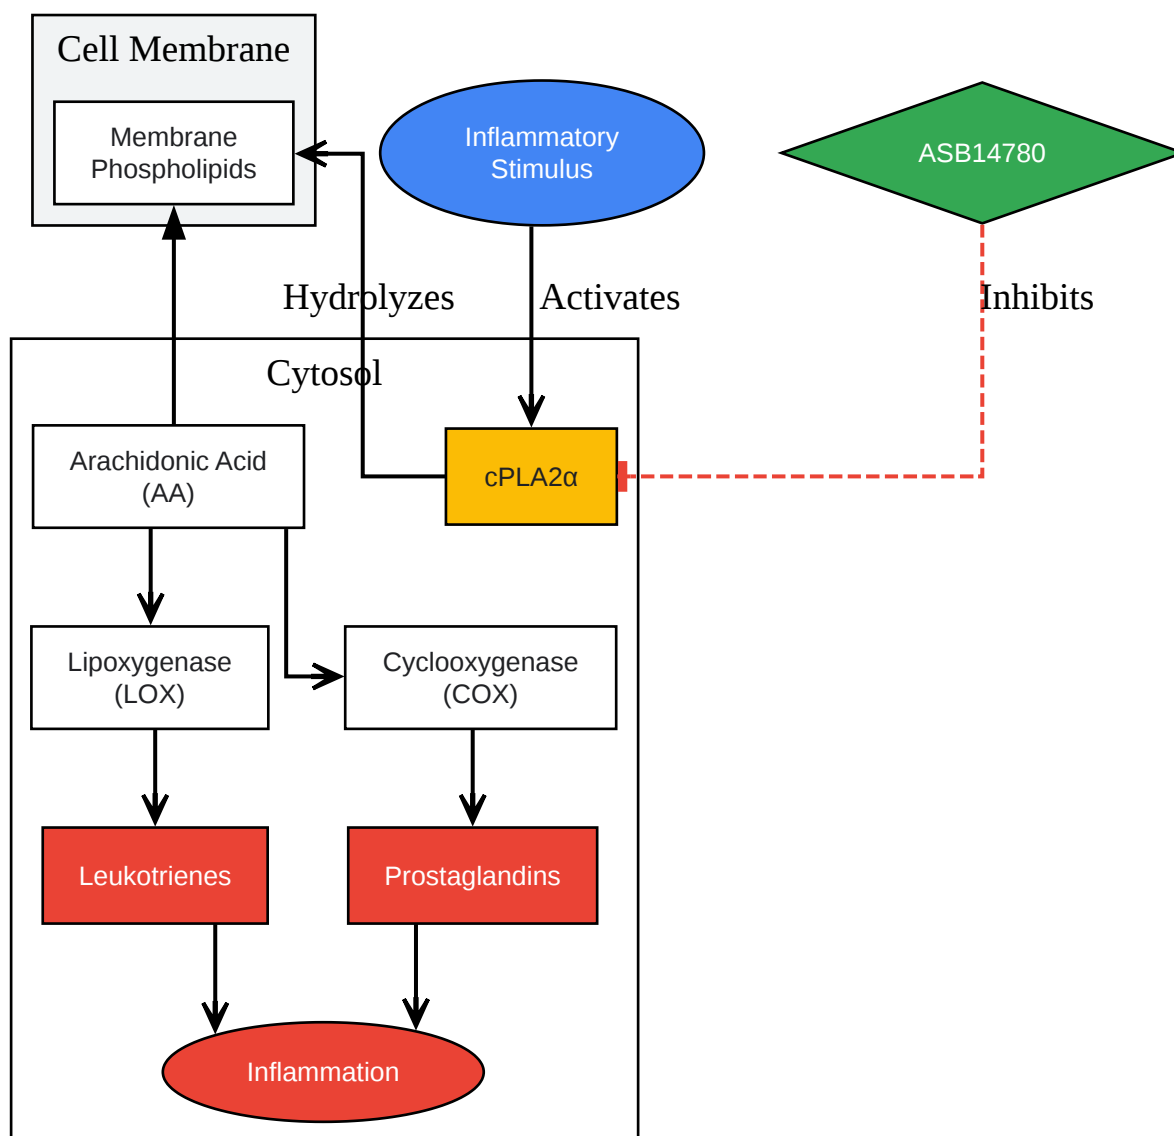 Cell Membrane
Membrane
Phospholipids
Inflammatory
Stimulus
ASB14780
Hydrolyzes
Activates
Inhibits
Cytosol
Arachidonic Acid
(AA)
cPLA2α
Lipoxygenase
(LOX)
Cyclooxygenase
(COX)
Leukotrienes
Prostaglandins
Inflammation